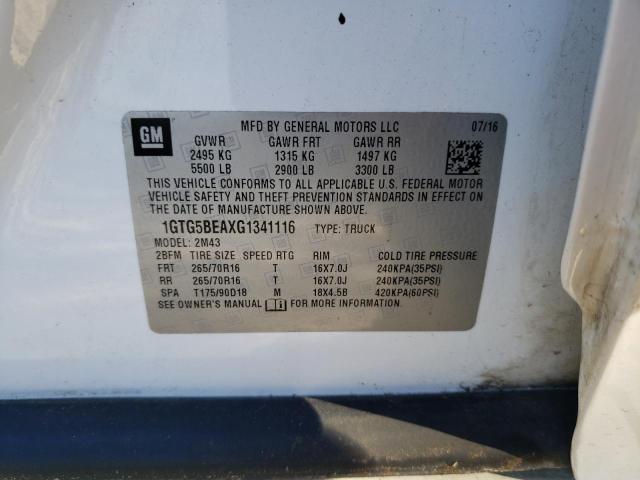 GM
MFD BY GENERAL MOTORS LLC 07/16
GVWR GAWR FRT GAWR RR
2495 KG 1315 KG 1497 KG
5500 LB 2900 LB 3300 LB
THIS VEHICLE CONFORMS TO ALL APPLICABLE U.S. FEDERAL MOTOR
VEHICLE SAFETY AND THEFT PREVENTION STANDARDS IN EFFECT ON
THE DATE OF MANUFACTURE SHOWN ABOVE.
1GTG5BEAXG1341116 TYPE: TRUCK
MODEL: 2M43
2BFM TIRE SIZE SPEED RTG RIM COLD TIRE PRESSURE
FRT 265/70R16 T 16X7.0J 240KPA(35PSI)
RR 265/70R16 T 16X7.0J 240KPA(35PSI)
SPA T175/90D18 M 18X4.5B 420KPA(60PSI)
SEE OWNER'S MANUAL FOR MORE INFORMATION.